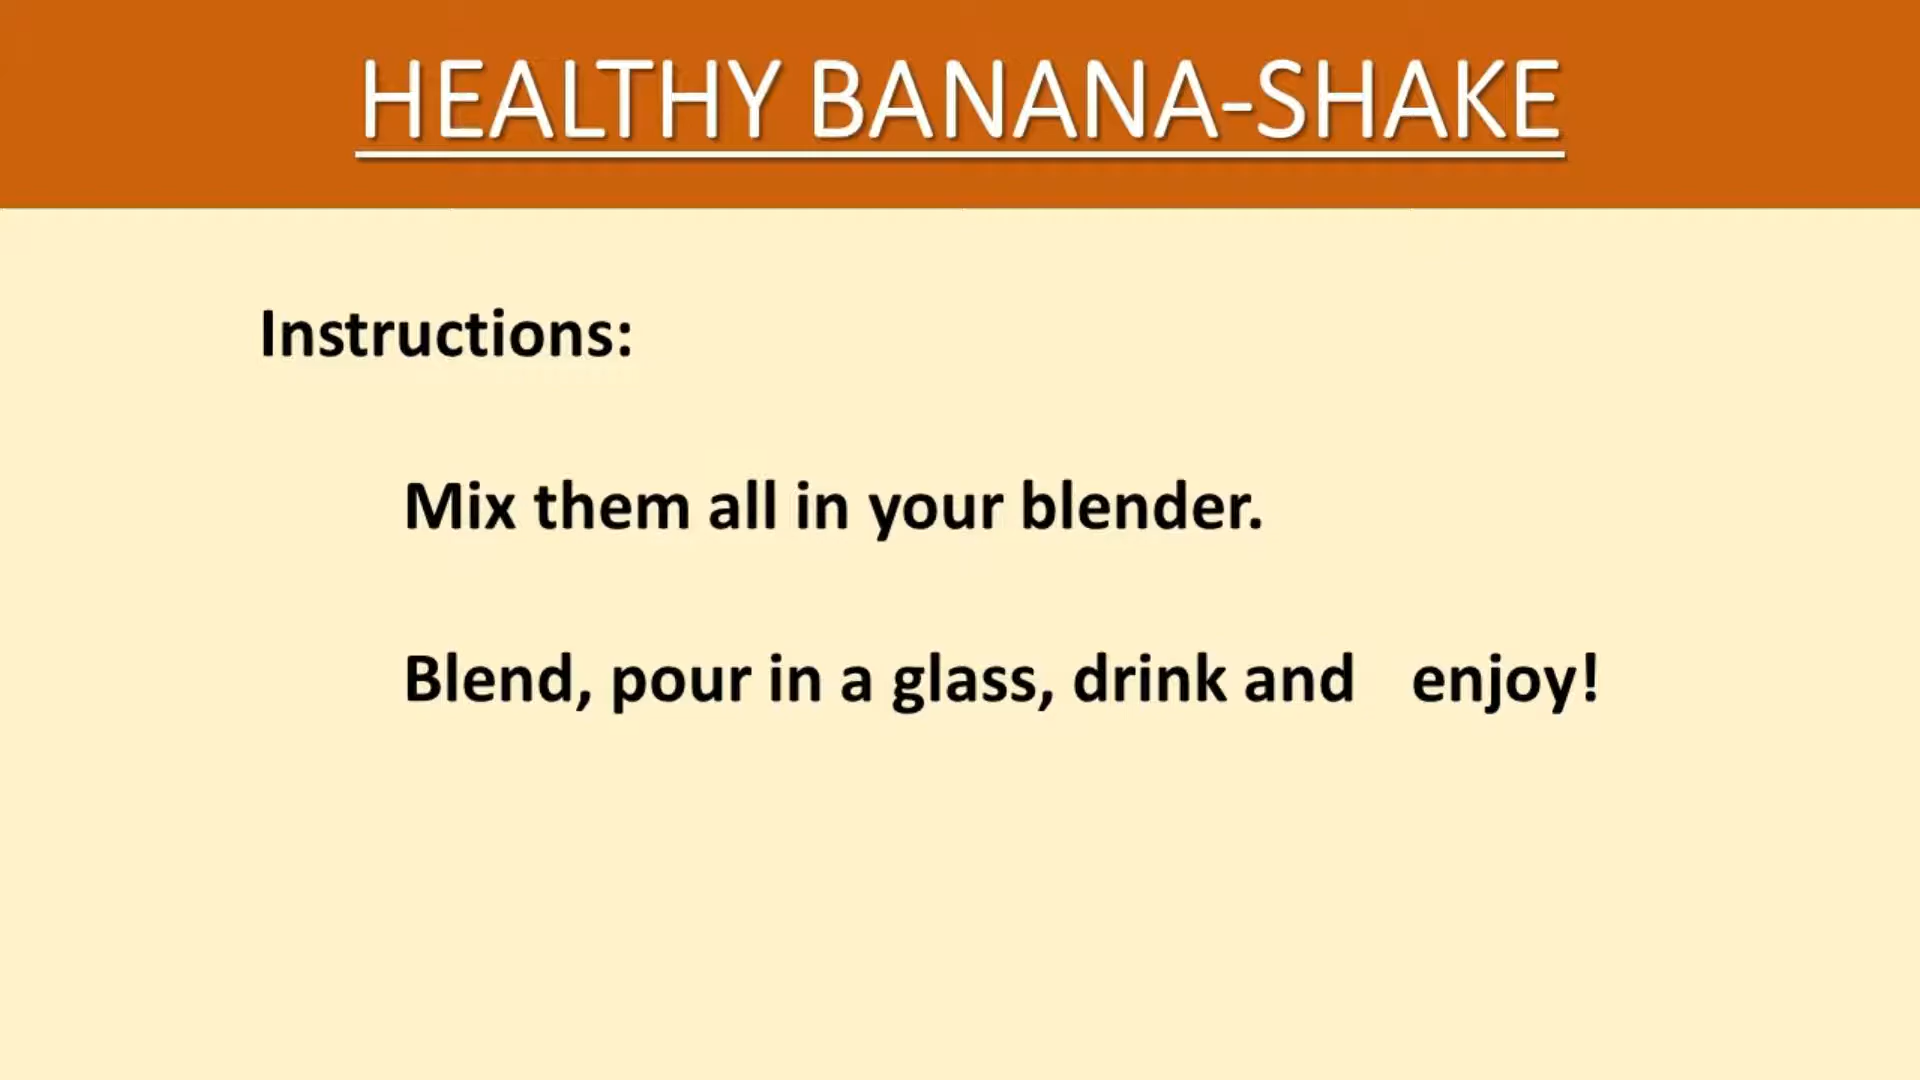 HEALTHY BANANA-SHAKE
Instructions:
Mix them all in your blender.
Blend, pour in a glass, drink and enjoy!